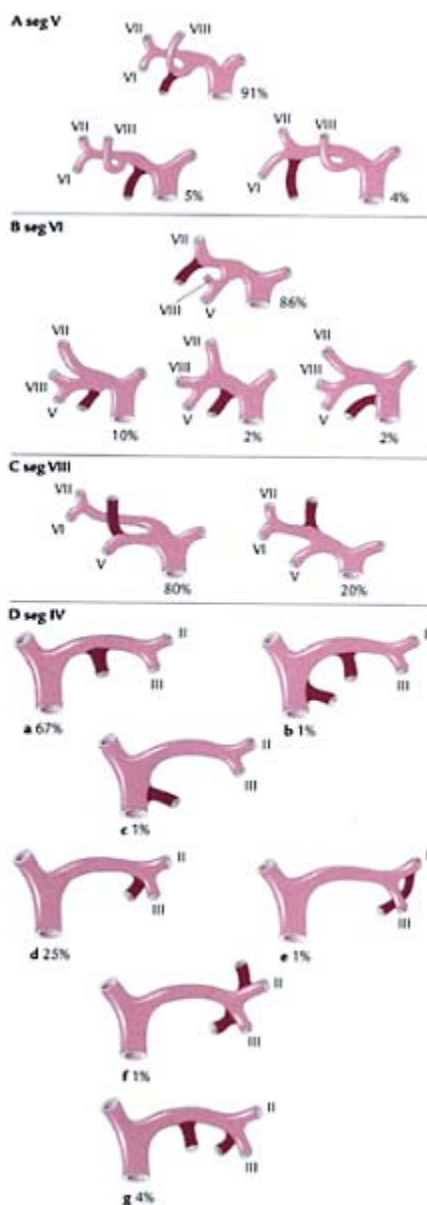 A seg V
VII VIII
VI
91%
VII VIII
VI
5%
VII VIII
VI
4%
B seg VI
VII
VIII V
86%
VII
VIII
V
10%
VII
VIII
V
2%
VII
VIII
V
2%
C seg VIII
VII
VI
V
80%
VII
VI
V
20%
D seg IV
II
III
a 67%
III
b 1%
II
III
c 1%
II
III
d 25%
III
e 1%
II
III
f 1%
II
III
g 4%